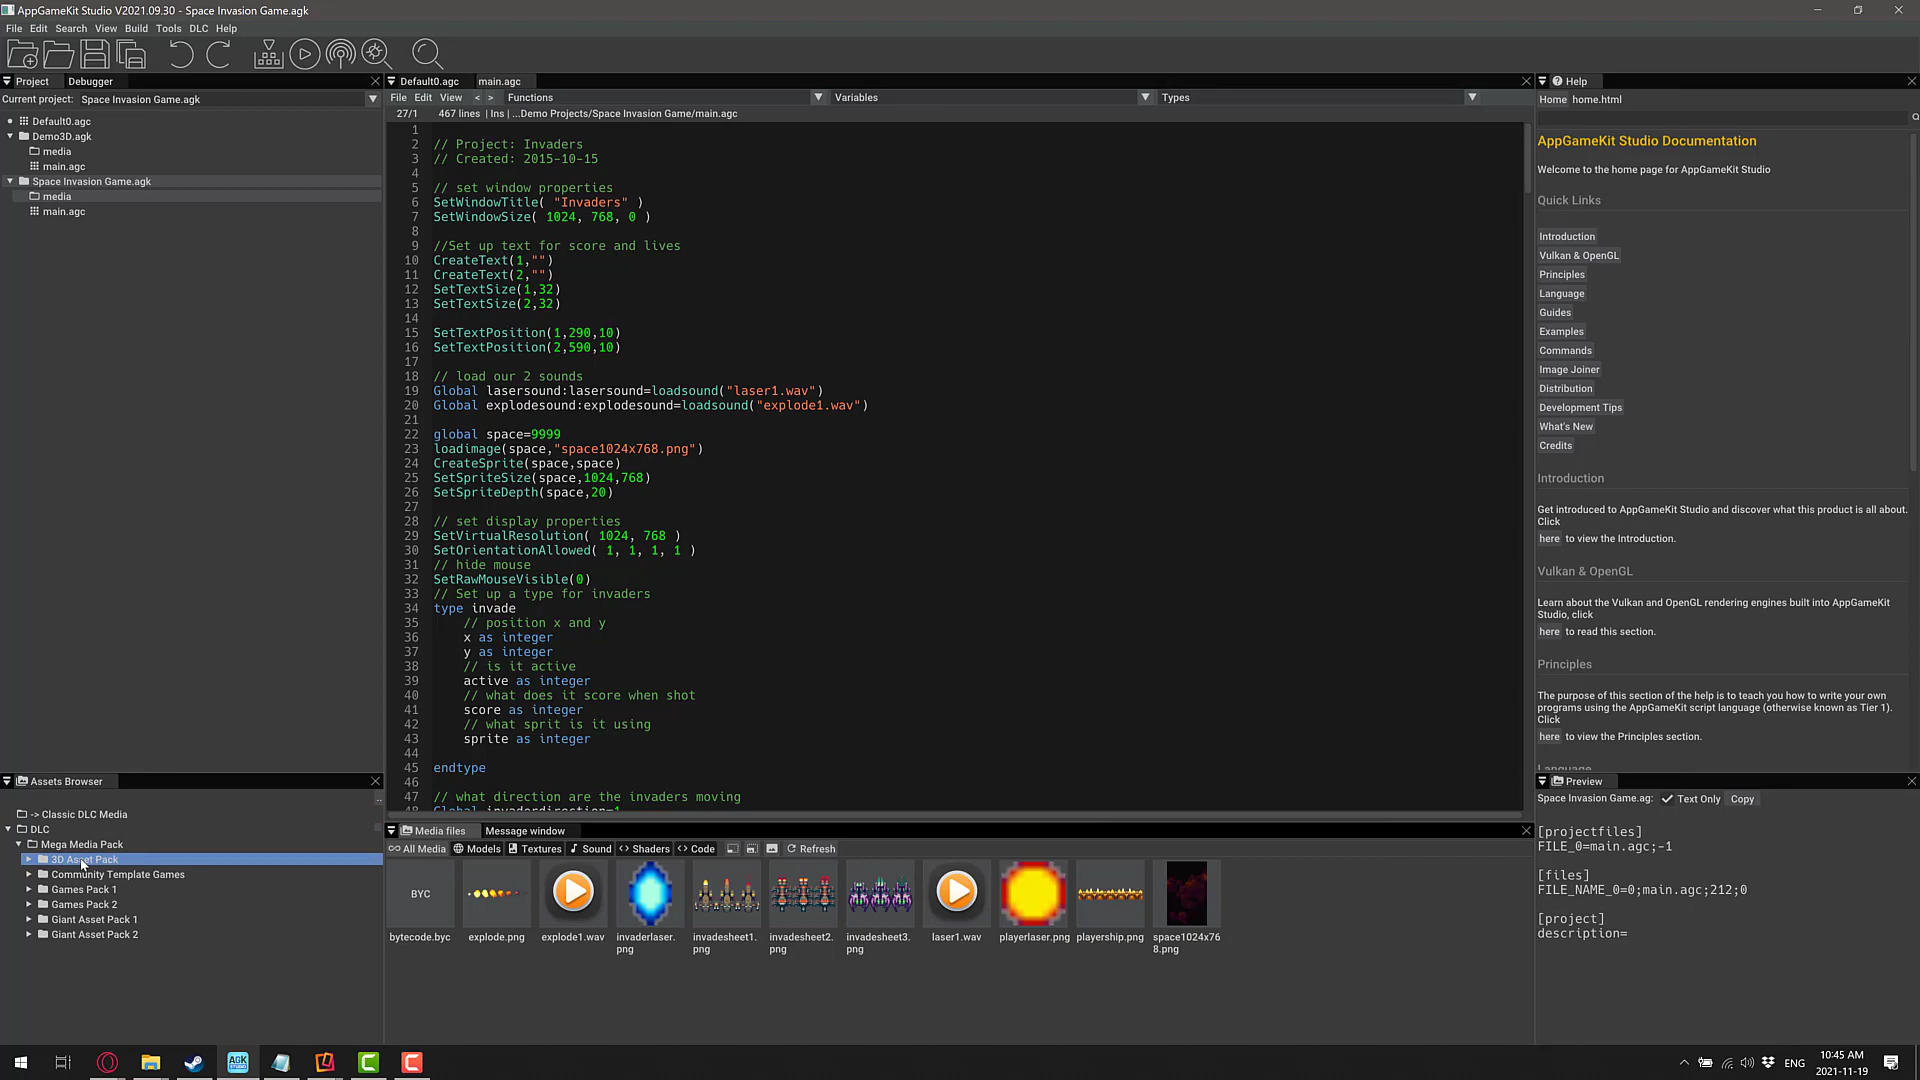 AppGameKit Studio V2021.09.30 - Space Invasion Game.agk
File Edit Search View Build Tools DLC Help
Project Debugger
Current project: Space Invasion Game.agk
Default0.agc
Demo3D.agk
media
main.agc
Space Invasion Game.agk
media
main.agc
Default0.agc main.agc
File Edit View < > Functions Variables Types
27/1 467 lines | Ins | ...Demo Projects/Space Invasion Game/main.agc
1
2 // Project: Invaders
3 // Created: 2015-10-15
4
5 // set window properties
6 SetWindowTitle( "Invaders" )
7 SetWindowSize( 1024, 768, 0 )
8
9 //Set up text for score and lives
10 CreateText(1,"")
11 CreateText(2,"")
12 SetTextSize(1,32)
13 SetTextSize(2,32)
14
15 SetTextPosition(1,290,10)
16 SetTextPosition(2,590,10)
17
18 // load our 2 sounds
19 Global lasersound:lasersound=loadsound("laser1.wav")
20 Global explodesound:explodesound=loadsound("explode1.wav")
21
22 global space=9999
23 loadimage(space,"space1024x768.png")
24 CreateSprite(space,space)
25 SetSpriteSize(space,1024,768)
26 SetSpriteDepth(space,20)
27
28 // set display properties
29 SetVirtualResolution( 1024, 768 )
30 SetOrientationAllowed( 1, 1, 1, 1 )
31 // hide mouse
32 SetRawMouseVisible(0)
33 // Set up a type for invaders
34 type invade
35 // position x and y
36 x as integer
37 y as integer
38 // is it active
39 active as integer
40 // what does it score when shot
41 score as integer
42 // what sprit is it using
43 sprite as integer
44
45 endtype
46
47 // what direction are the invaders moving
48 Global invaderdirection=1
Help
Home home.html
AppGameKit Studio Documentation
Welcome to the home page for AppGameKit Studio
Quick Links
Introduction
Vulkan & OpenGL
Principles
Language
Guides
Examples
Commands
Image Joiner
Distribution
Development Tips
What's New
Credits
Introduction
Get introduced to AppGameKit Studio and discover what this product is all about.
Click
here to view the Introduction.
Vulkan & OpenGL
Learn about the Vulkan and OpenGL rendering engines built into AppGameKit
Studio, click
here to read this section.
Principles
The purpose of this section of the help is to teach you how to write your own
programs using the AppGameKit script language (otherwise known as Tier 1).
Click
here to view the Principles section.
Language
Assets Browser
..
-> Classic DLC Media
DLC
Mega Media Pack
3D Asset Pack
Community Template Games
Games Pack 1
Games Pack 2
Giant Asset Pack 1
Giant Asset Pack 2
Media files Message window
All Media Models Textures Sound Shaders Code Refresh
BYC
bytecode.byc explode.png explode1.wav invaderlaser.png invadesheet1.png invadesheet2.png invadesheet3.png laser1.wav playerlaser.png playership.png space1024x768.png
Preview
Space Invasion Game.ag: Text Only Copy
[projectfiles]
FILE_0=main.agc;-1
[files]
FILE_NAME_0=0;main.agc;212;0
[project]
description=
AGK
STUDIO
ENG
10:45 AM
2021-11-19